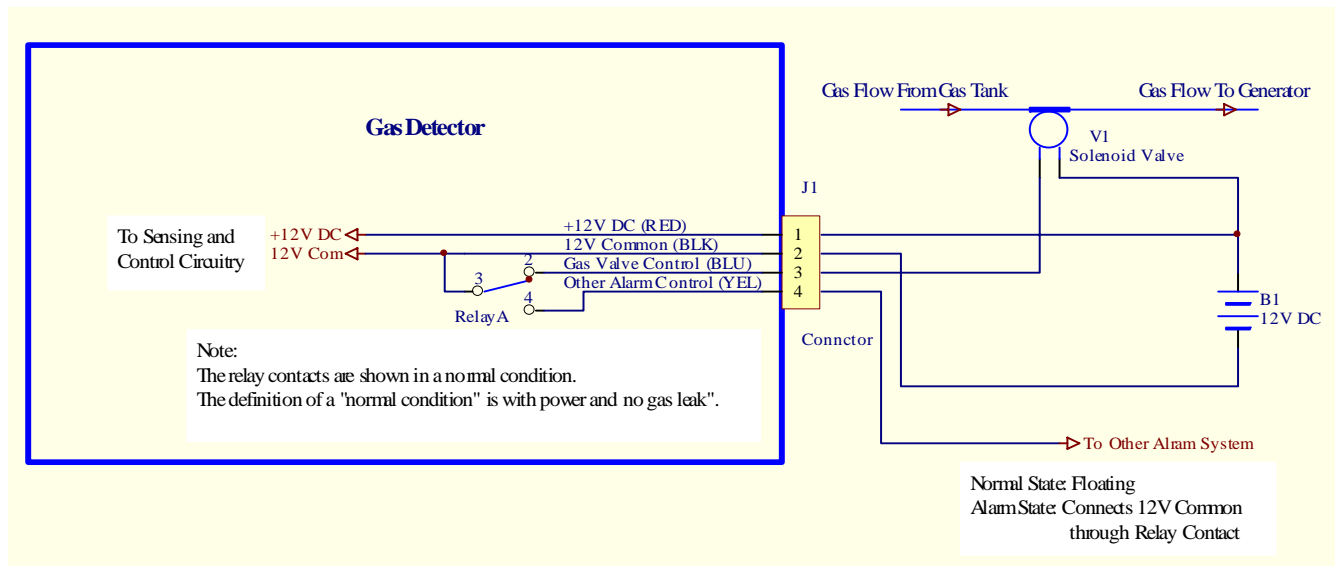 Gas Flow From Gas Tank
Gas Flow To Generator
Gas Detector
V1
Solenoid Valve
J1
To Sensing and
Control Circuitry
+12V DC
12V Com
+12V DC (RED)
12V Common (BLK)
Gas Valve Control (BLU)
Other Alarm Control (YEL)
1
2
3
4
2
3
4
Relay A
B1
12V DC
Connctor
Note:
The relay contacts are shown in a normal condition.
The definition of a "normal condition" is with power and no gas leak".
To Other Alram System
Normal State: Floating
Alarm State: Connects 12V Common
through Relay Contact